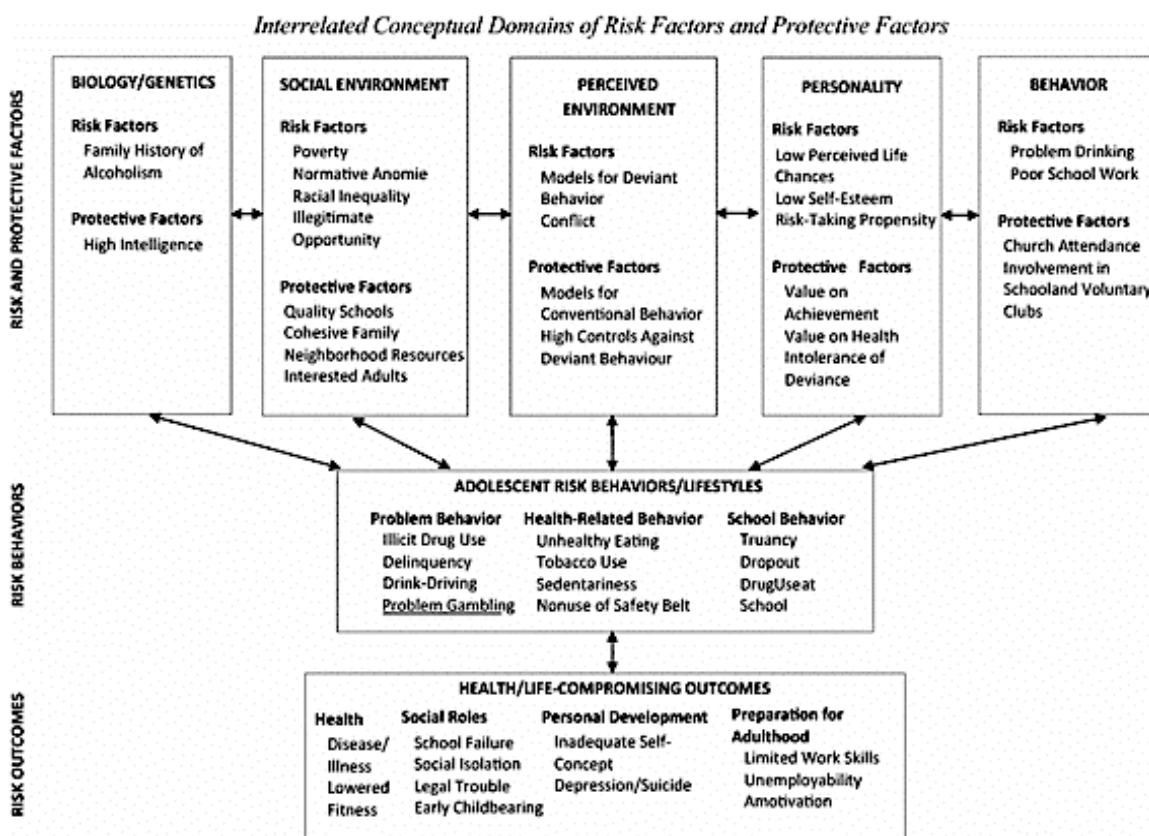 Interrelated Conceptual Domains of Risk Factors and Protective Factors
RISK AND PROTECTIVE FACTORS
BIOLOGY/GENETICS
Risk Factors
Family History of
Alcoholism
Protective Factors
High Intelligence
SOCIAL ENVIRONMENT
Risk Factors
Poverty
Normative Anomie
Racial Inequality
Illegitimate
Opportunity
Protective Factors
Quality Schools
Cohesive Family
Neighborhood Resources
Interested Adults
PERCEIVED
ENVIRONMENT
Risk Factors
Models for Deviant
Behavior
Conflict
Protective Factors
Models for
Conventional Behavior
High Controls Against
Deviant Behaviour
PERSONALITY
Risk Factors
Low Perceived Life
Chances
Low Self-Esteem
Risk-Taking Propensity
Protective Factors
Value on
Achievement
Value on Health
Intolerance of
Deviance
BEHAVIOR
Risk Factors
Problem Drinking
Poor School Work
Protective Factors
Church Attendance
Involvement in
Schooland Voluntary
Clubs
RISK BEHAVIORS
ADOLESCENT RISK BEHAVIORS/LIFESTYLES
Problem Behavior
Illicit Drug Use
Delinquency
Drink-Driving
Problem Gambling
Health-Related Behavior
Unhealthy Eating
Tobacco Use
Sedentariness
Nonuse of Safety Belt
School Behavior
Truancy
Dropout
DrugUseat
School
RISK OUTCOMES
HEALTH/LIFE-COMPROMISING OUTCOMES
Health
Disease/
Illness
Lowered
Fitness
Social Roles
School Failure
Social Isolation
Legal Trouble
Early Childbearing
Personal Development
Inadequate Self-
Concept
Depression/Suicide
Preparation for
Adulthood
Limited Work Skills
Unemployability
Amotivation